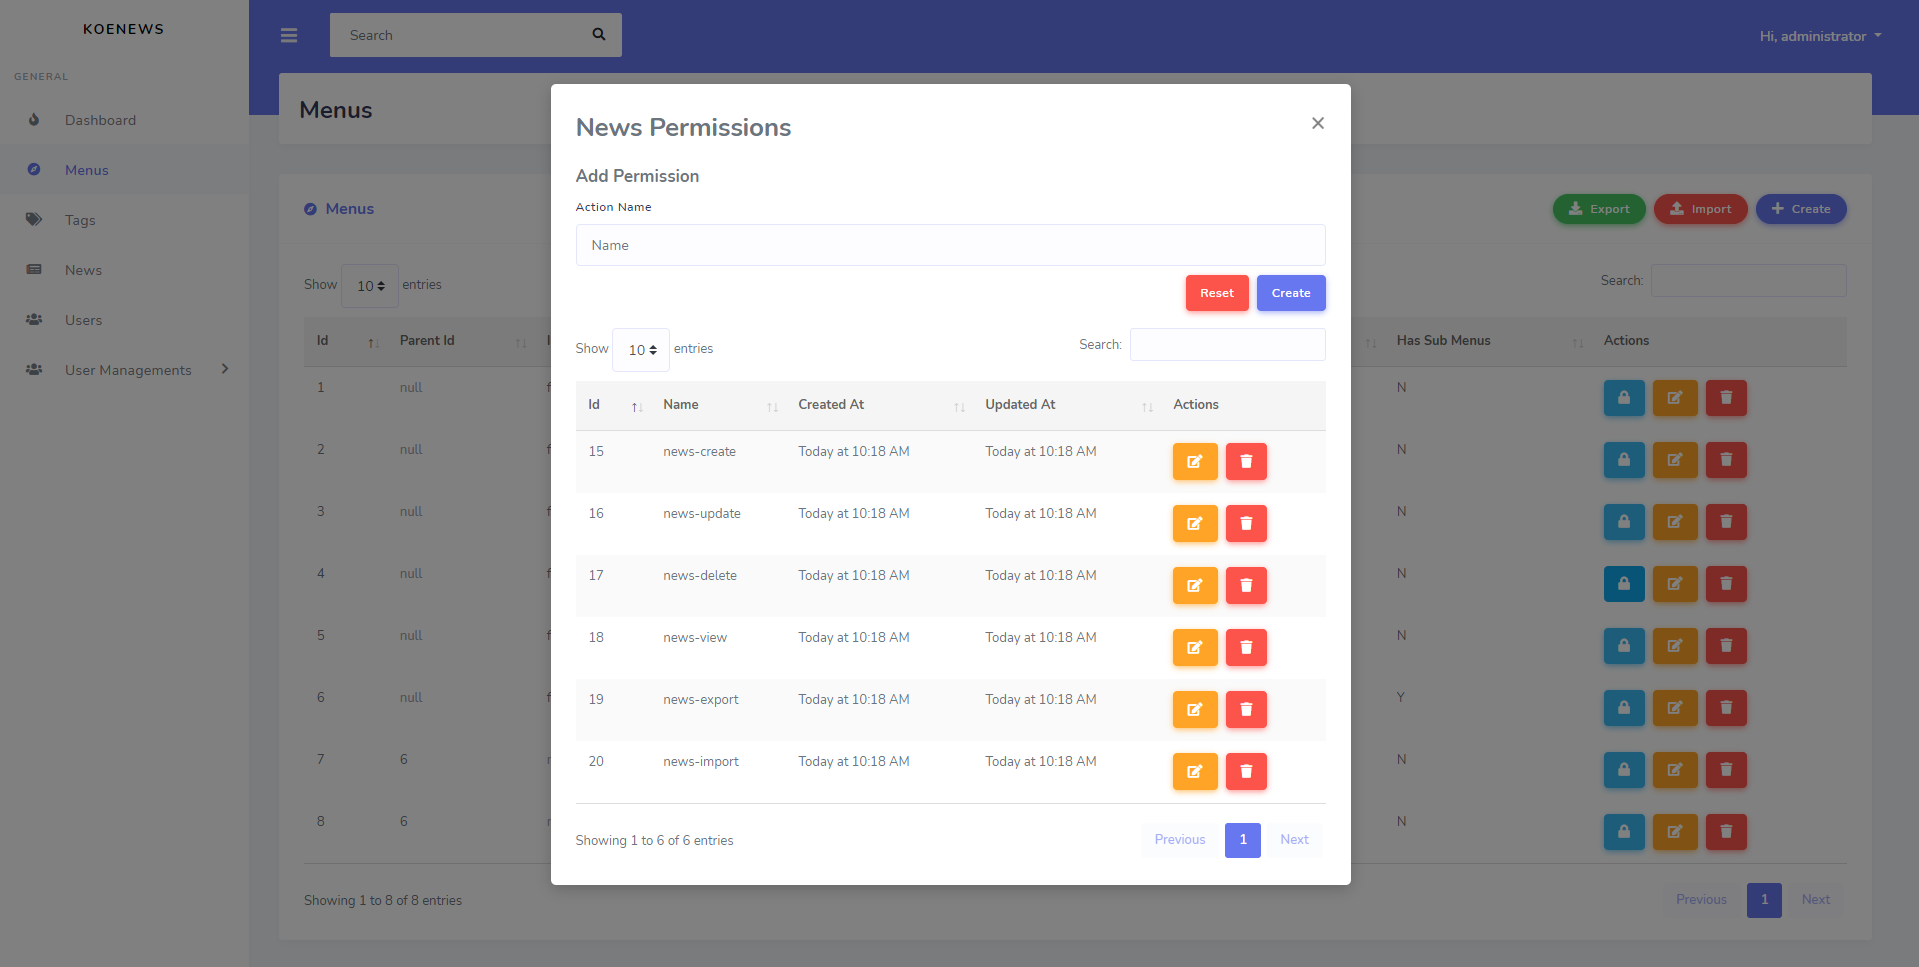 KOENEWS
Search
Hi, administrator
GENERAL
Dashboard
Menus
Tags
News
Users
User Managements
Menus
Menus
Export
Import
Create
Show 10 entries
Search:
Id Parent Id Has Sub Menus Actions
1 null N
2 null N
3 null N
4 null N
5 null N
6 null Y
7 6 N
8 6 N
Showing 1 to 8 of 8 entries
Previous 1 Next
News Permissions
×
Add Permission
Action Name
Name
Reset Create
Show 10 entries
Search:
Id Name Created At Updated At Actions
15 news-create Today at 10:18 AM Today at 10:18 AM
16 news-update Today at 10:18 AM Today at 10:18 AM
17 news-delete Today at 10:18 AM Today at 10:18 AM
18 news-view Today at 10:18 AM Today at 10:18 AM
19 news-export Today at 10:18 AM Today at 10:18 AM
20 news-import Today at 10:18 AM Today at 10:18 AM
Showing 1 to 6 of 6 entries
Previous 1 Next